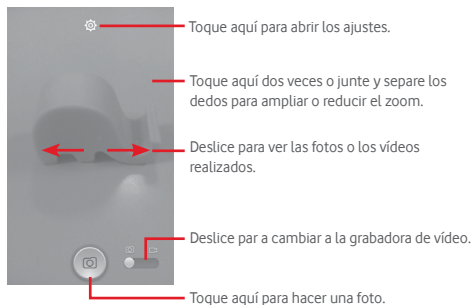 Toque aquí para abrir los ajustes.
Toque aquí dos veces o junte y separe los
dedos para ampliar o reducir el zoom.
Deslice para ver las fotos o los vídeos
realizados.
Deslice par a cambiar a la grabadora de vídeo.
Toque aquí para hacer una foto.